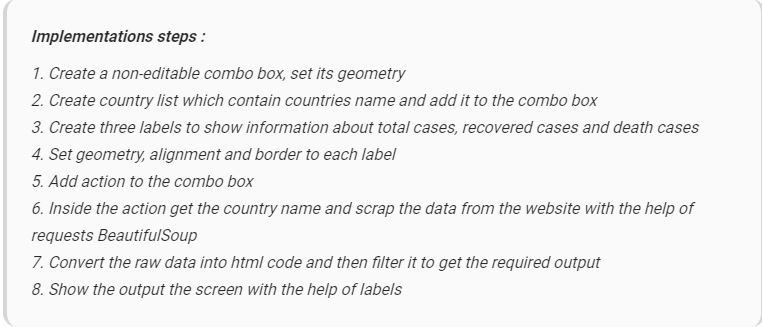 Implementations steps :
1. Create a non-editable combo box, set its geometry
2. Create country list which contain countries name and add it to the combo box
3. Create three labels to show information about total cases, recovered cases and death cases
4. Set geometry, alignment and border to each label
5. Add action to the combo box
6. Inside the action get the country name and scrap the data from the website with the help of
requests BeautifulSoup
7. Convert the raw data into html code and then filter it to get the required output
8. Show the output the screen with the help of labels